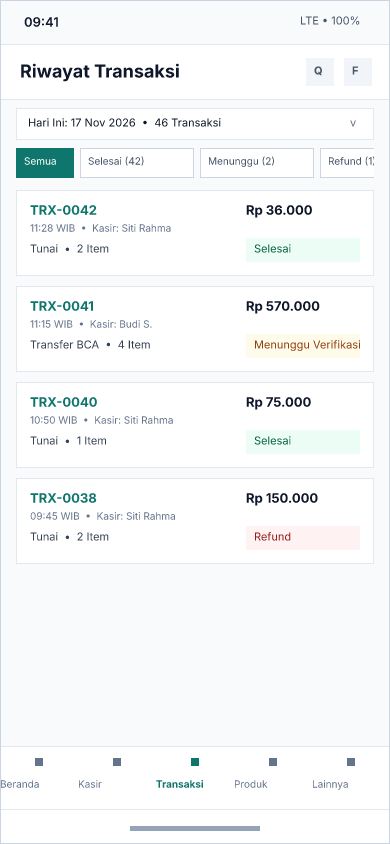 09:41
LTE • 100%
Riwayat Transaksi
Q
F
Hari Ini: 17 Nov 2026 • 46 Transaksi
v
Semua
Selesai (42)
Menunggu (2)
Refund (1)
TRX-0042
Rp 36.000
11:28 WIB • Kasir: Siti Rahma
Tunai • 2 Item
Selesai
TRX-0041
Rp 570.000
11:15 WIB • Kasir: Budi S.
Transfer BCA • 4 Item
Menunggu Verifikasi
TRX-0040
Rp 75.000
10:50 WIB • Kasir: Siti Rahma
Tunai • 1 Item
Selesai
TRX-0038
Rp 150.000
09:45 WIB • Kasir: Siti Rahma
Tunai • 2 Item
Refund
Beranda
Kasir
Transaksi
Produk
Lainnya